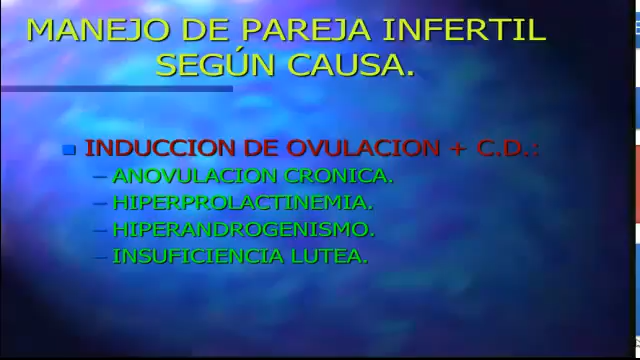 MANEJO DE PAREJA INFERTIL
SEGÚN CAUSA.
INDUCCION DE OVULACION + C.D.:
– ANOVULACION CRONICA.
– HIPERPROLACTINEMIA.
– HIPERANDROGENISMO.
– INSUFICIENCIA LUTEA.